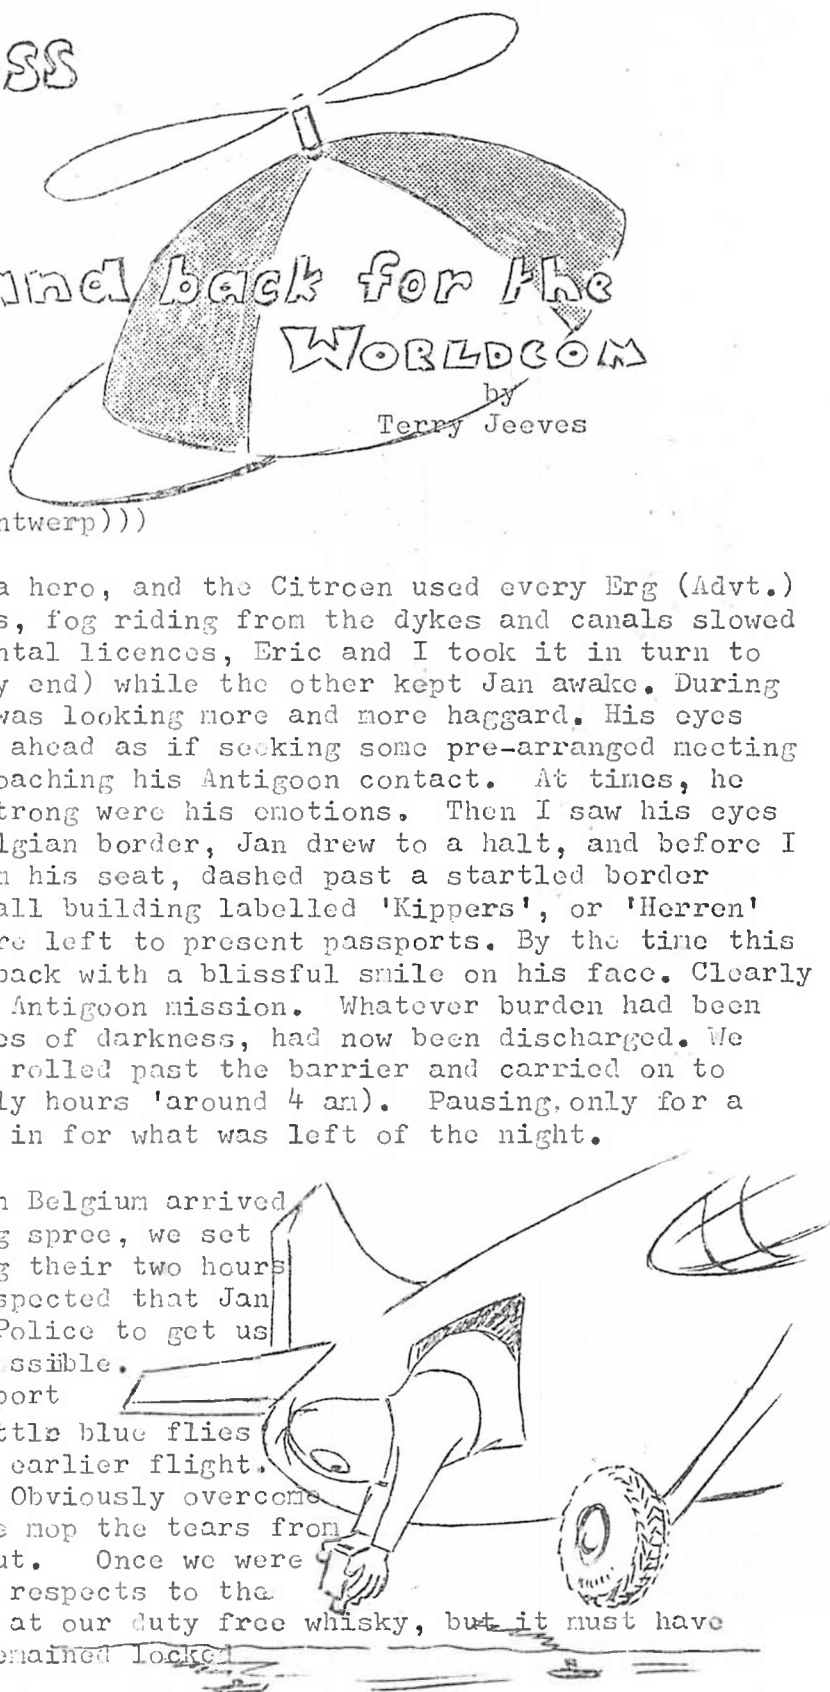 ss
and back for the
WORLDCON
by
Terry Jeeves
ntwerp)))
a hero, and the Citroen used every Erg (Advt.)
s, fog riding from the dykes and canals slowed
ntal licences, Eric and I took it in turn to
y end) while the other kept Jan awake. During
was looking more and more haggard. His eyes
ahead as if seeking some pre-arranged meeting
oaching his Antigoon contact. At times, he
trong were his emotions. Then I saw his eyes
lgian border, Jan drew to a halt, and before I
m his seat, dashed past a startled border
all building labelled 'Kippers', or 'Herren'
re left to present passports. By the time this
back with a blissful smile on his face. Clearly
Antigoon mission. Whatever burden had been
es of darkness, had now been discharged. We
rolled past the barrier and carried on to
ly hours 'around 4 am). Pausing only for a
in for what was left of the night.
n Belgium arrived
g spree, we set
g their two hours
spected that Jan
Police to get us
ssible.
port
ttle blue flies
earlier flight.
Obviously overcome
e mop the tears from
ut. Once we were
respects to the
at our duty free whisky, but it must have
emained locked